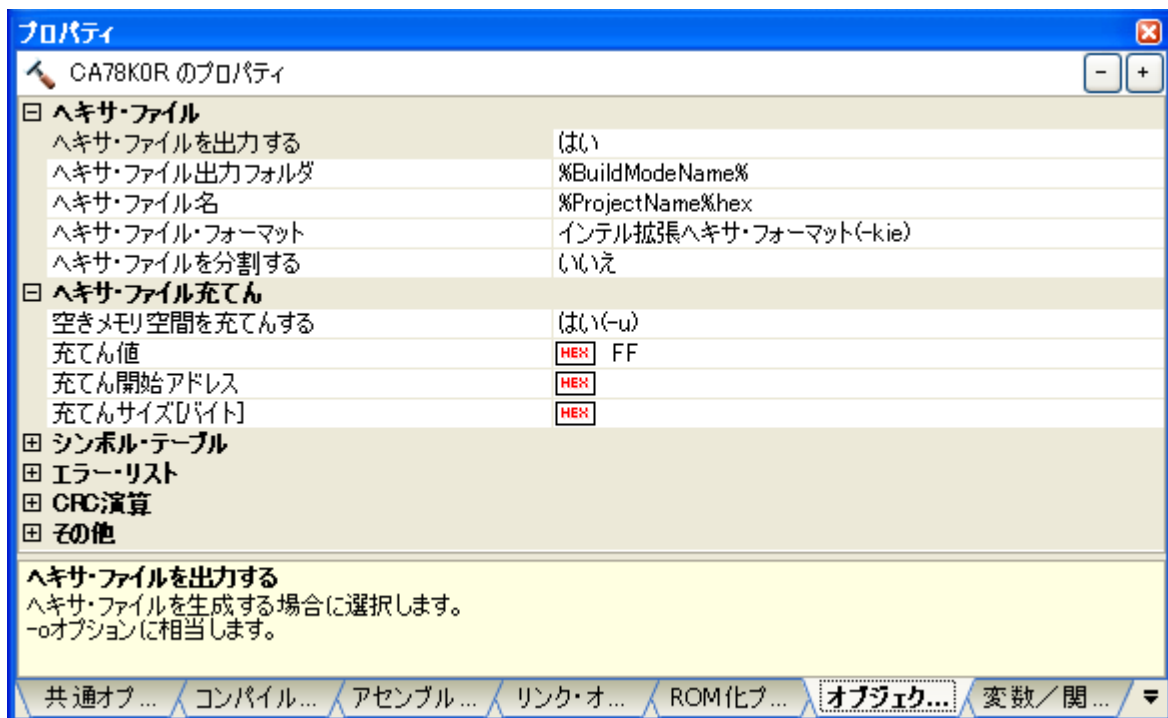 プロパティ
CA78K0R のプロパティ
- +
ヘキサ・ファイル
ヘキサ・ファイルを出力する はい
ヘキサ・ファイル出力フォルダ %BuildModeName%
ヘキサ・ファイル名 %ProjectName%hex
ヘキサ・ファイル・フォーマット インテル拡張ヘキサ・フォーマット(-kie)
ヘキサ・ファイルを分割する いいえ
ヘキサ・ファイル充てん
空きメモリ空間を充てんする はい(-u)
充てん値 HEX FF
充てん開始アドレス HEX
充てんサイズ[バイト] HEX
シンボル・テーブル
エラー・リスト
CRC演算
その他
ヘキサ・ファイルを出力する
ヘキサ・ファイルを生成する場合に選択します。
-oオプションに相当します。
共通オプ... コンパイル... アセンブル ... リンク・オ... ROM化プ... オブジェク... 変数／関 ...